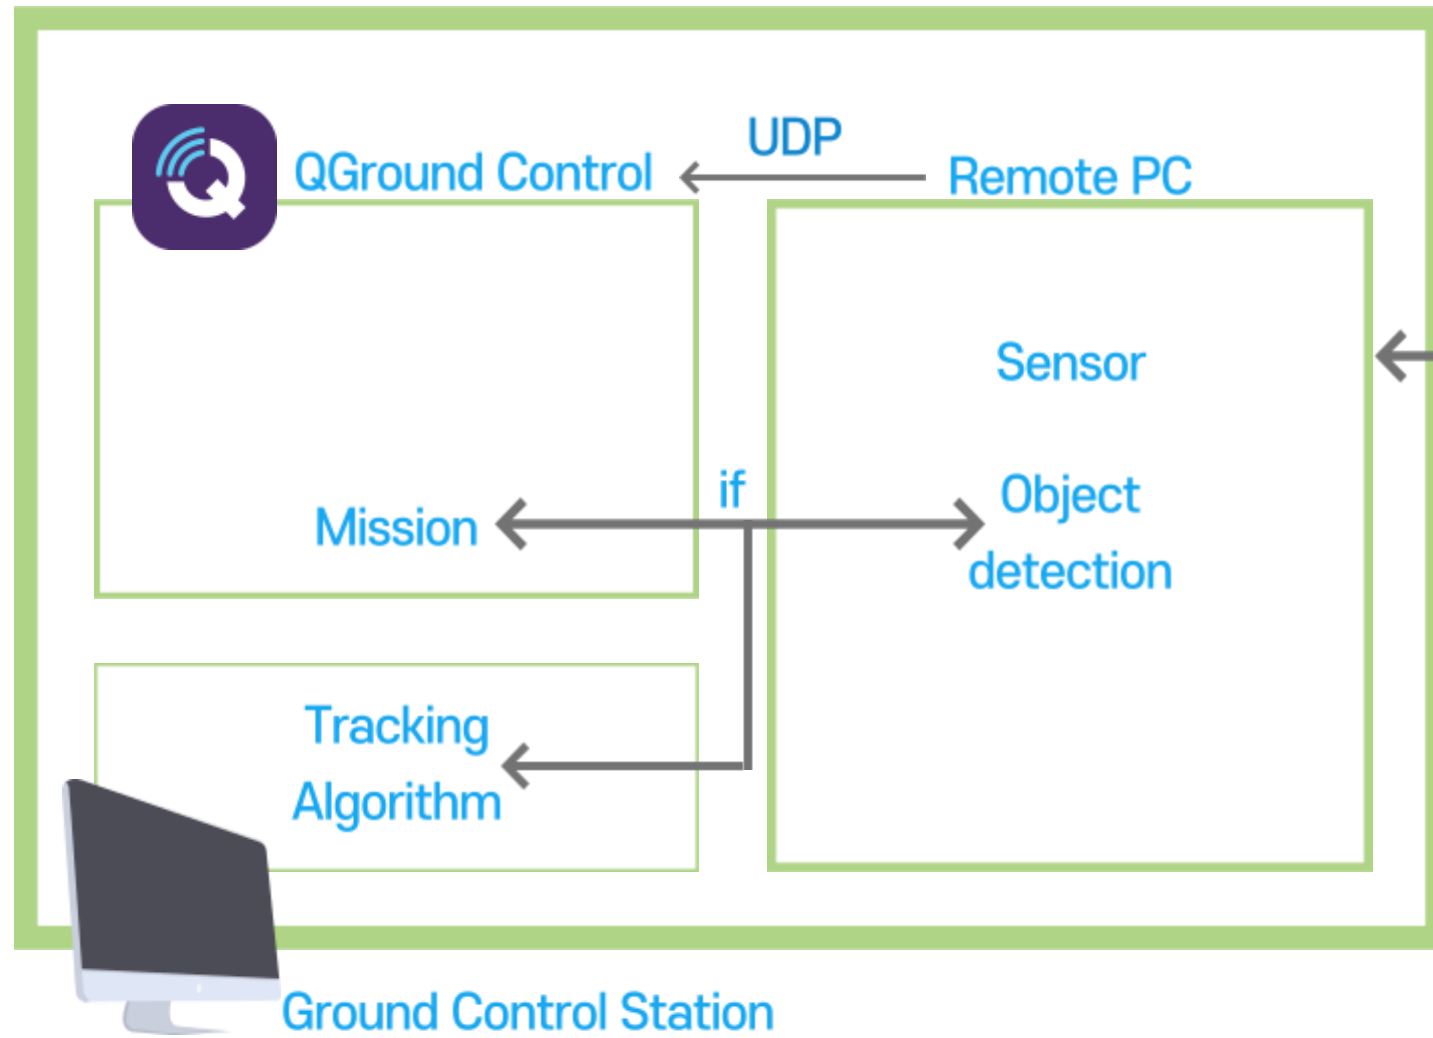 UDP
QGround Control
Remote PC
Sensor
if
Mission
Object
detection
Tracking
Algorithm
Ground Control Station